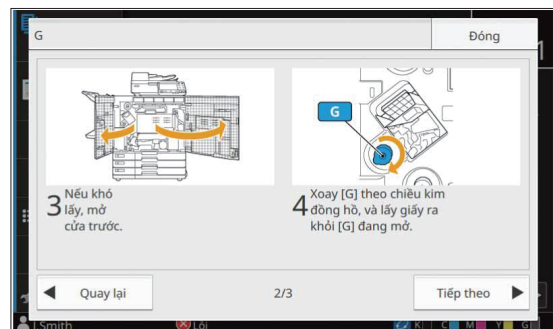 G
Đóng
1
G
3
Nếu khó
lấy, mở
cửa trước.
4
Xoay [G] theo chiều kim
đồng hồ, và lấy giấy ra
khỏi [G] đang mở.
Quay lại
2/3
Tiếp theo
J.Smith
Lỗi
K C M Y G